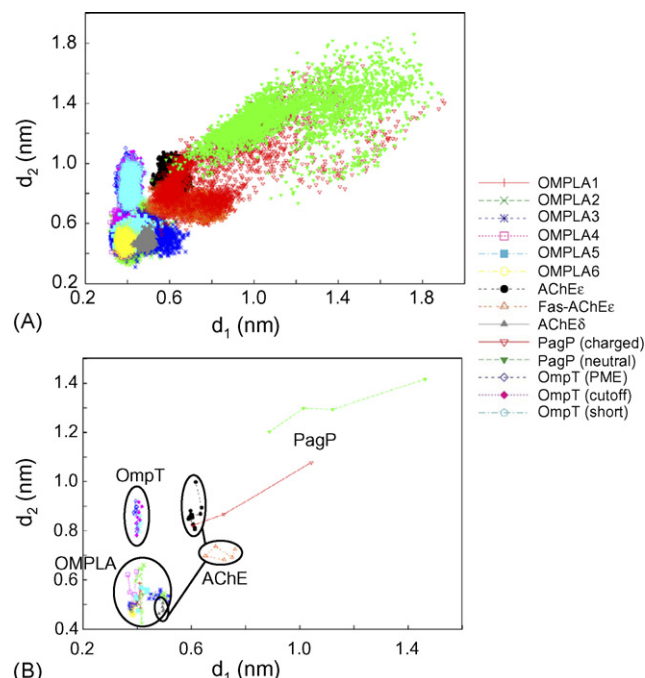 1.8
1.4
1.0
0.6
0.2
d2 (nm)
0.2 0.6 1.0 1.4 1.8
(A)
d1 (nm)
OMPLA1
OMPLA2
OMPLA3
OMPLA4
OMPLA5
OMPLA6
AChEε
Fas-AChEε
AChEδ
PagP (charged)
PagP (neutral)
OmpT (PME)
OmpT (cutoff)
OmpT (short)
1.4
1.2
1.0
0.8
0.6
0.4
d2 (nm)
PagP
OmpT
OMPLA
AChE
0.2 0.6 1.0 1.4
(B)
d1 (nm)